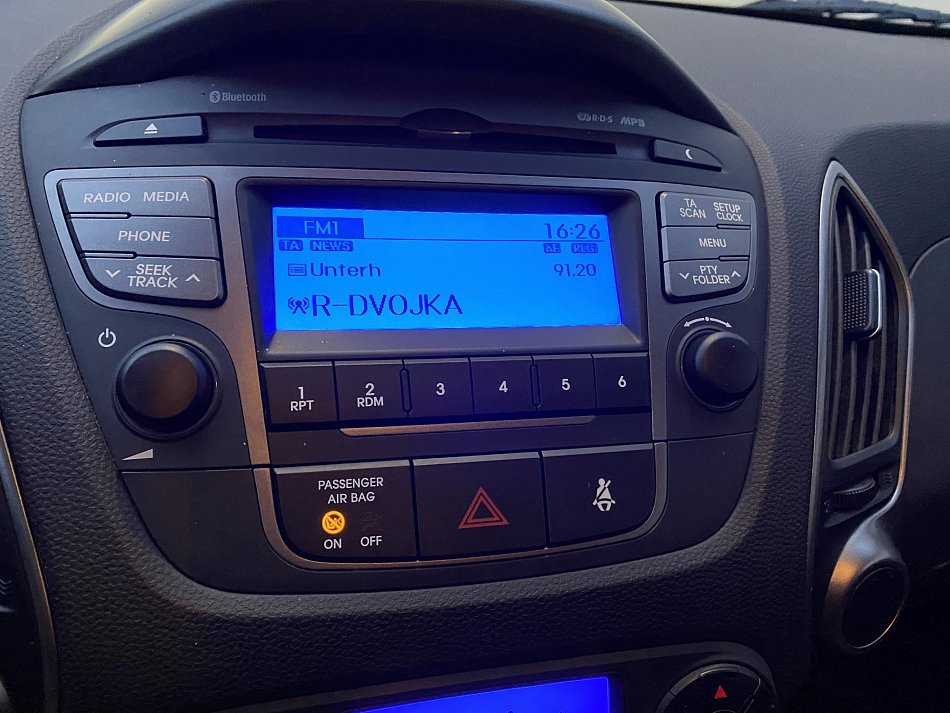 Bluetooth
R·D·S MP3
RADIO MEDIA
PHONE
SEEK
TRACK
FM1 16:26
TA NEWS AF REG
Unterh 91.20
R-DVOJKA
TA
SCAN
SETUP
CLOCK
MENU
PTY
FOLDER
1
RPT
2
RDM
3
4
5
6
PASSENGER
AIR BAG
ON OFF